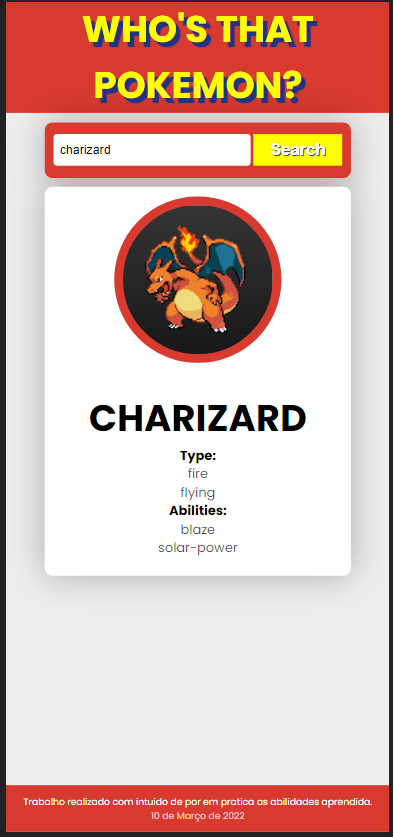 WHO'S THAT
POKEMON?
charizard
Search
CHARIZARD
Type:
fire
flying
Abilities:
blaze
solar-power
Trabalho realizado com intuido de por em pratica as abilidades aprendida.
10 de Março de 2022